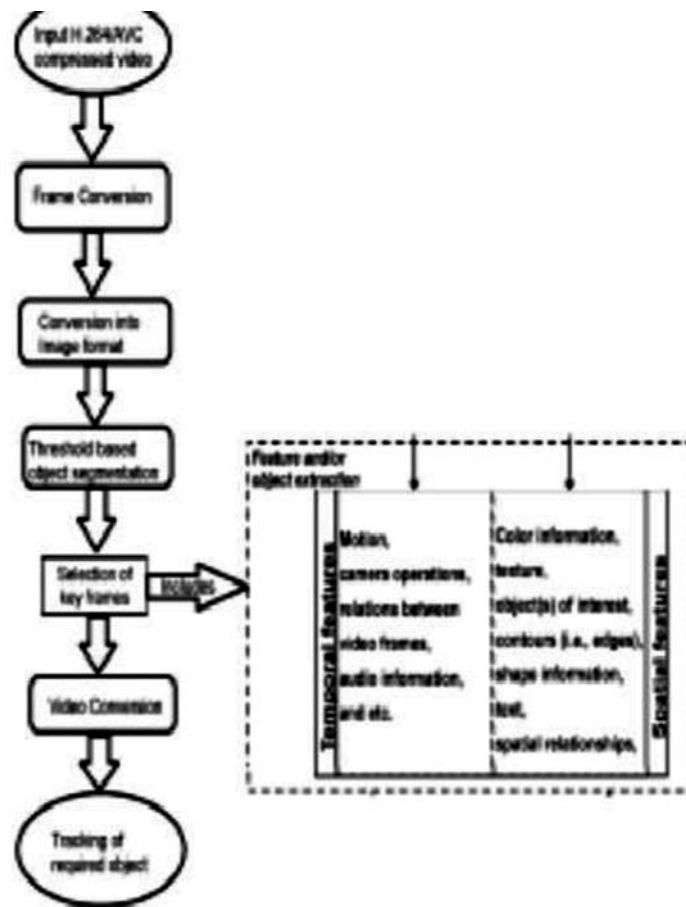 Input H.264/AVC
compressed video
Frame Conversion
Conversion into
Image format
Threshold based
object segmentation
Selection of
key frames
Includes
Video Conversion
Tracking of
required object
Feature and/or
object extraction
Temporal features
Motion,
camera operations,
relations between
video frames,
audio information,
and etc.
Color information,
texture,
object(s) of interest,
contours (i.e., edges),
shape information,
text,
spatial relationships,
Spatial features